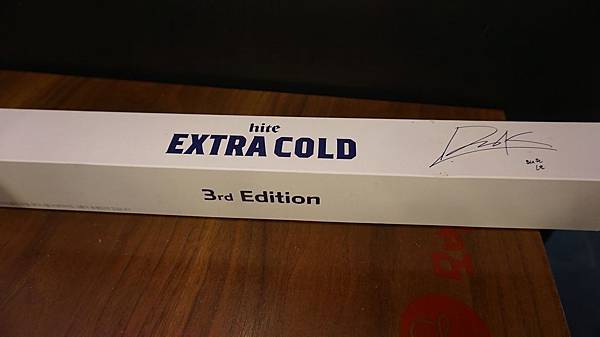 hite
EXTRA COLD
3rd Edition